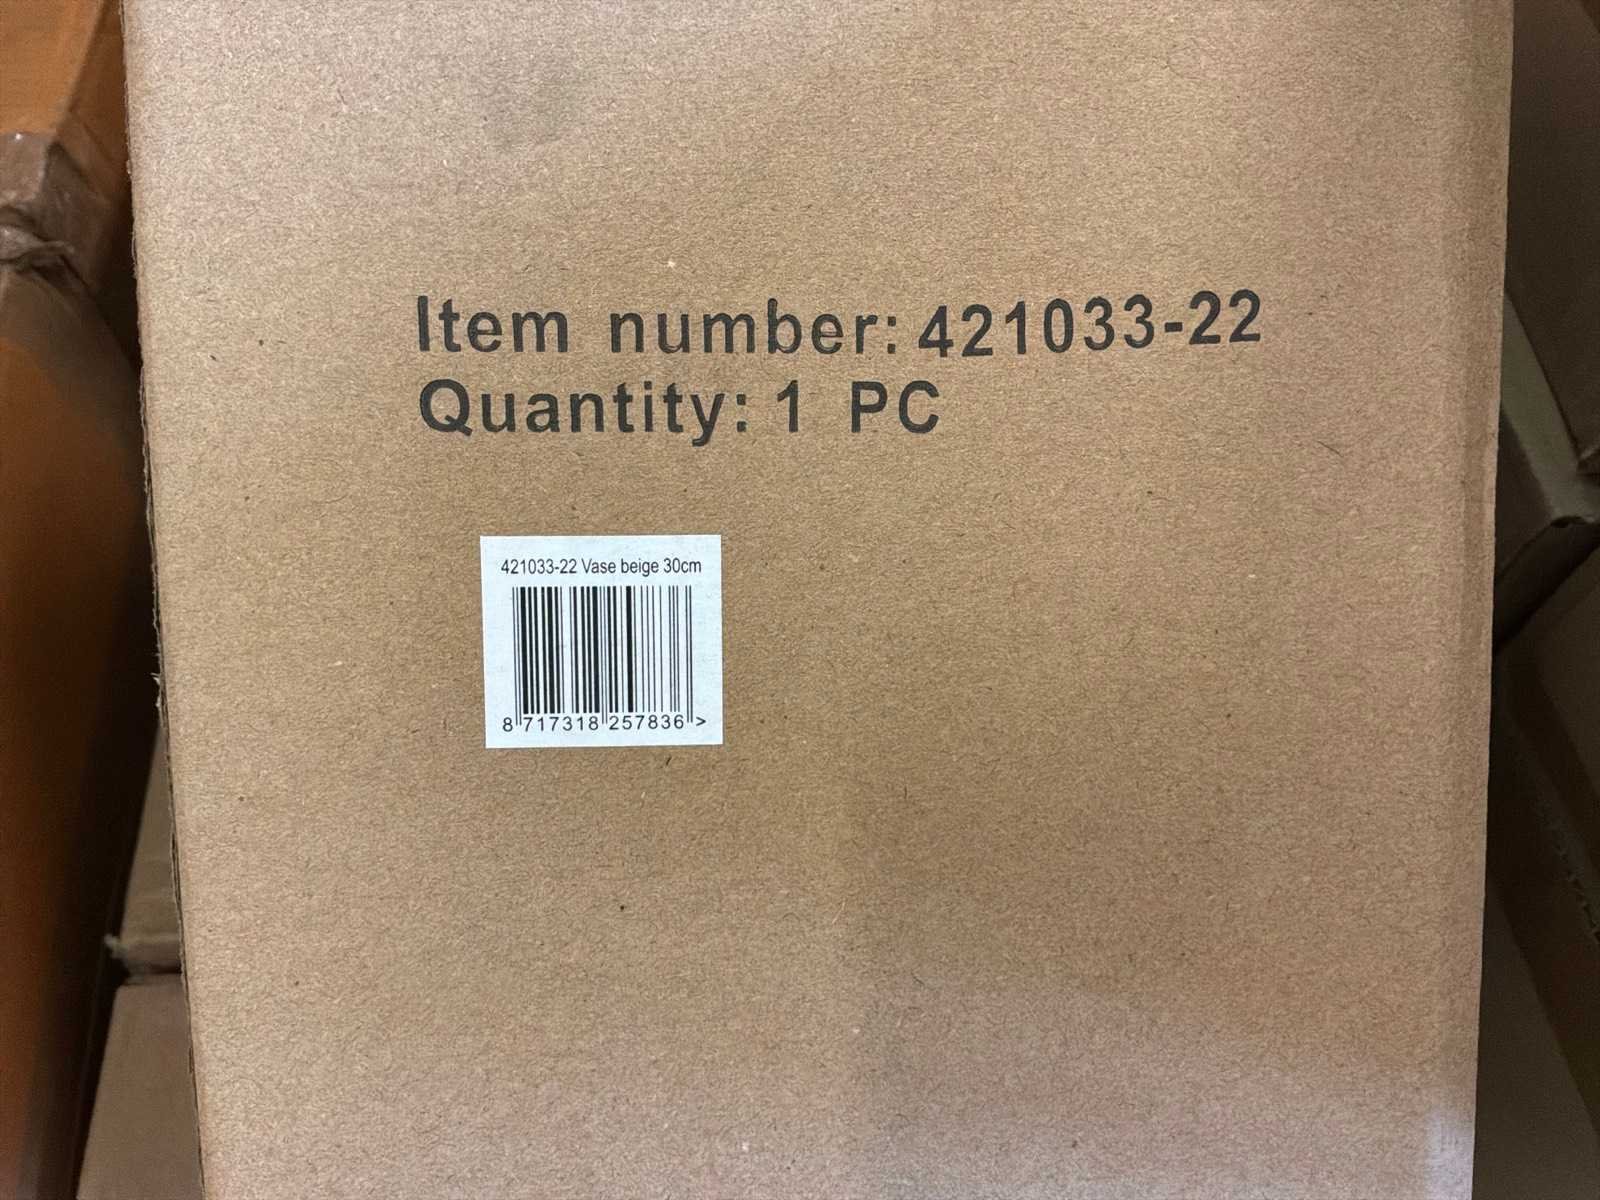 Item number: 421033-22
Quantity: 1 PC
421033-22 Vase beige 30cm
8 717318 257836 >